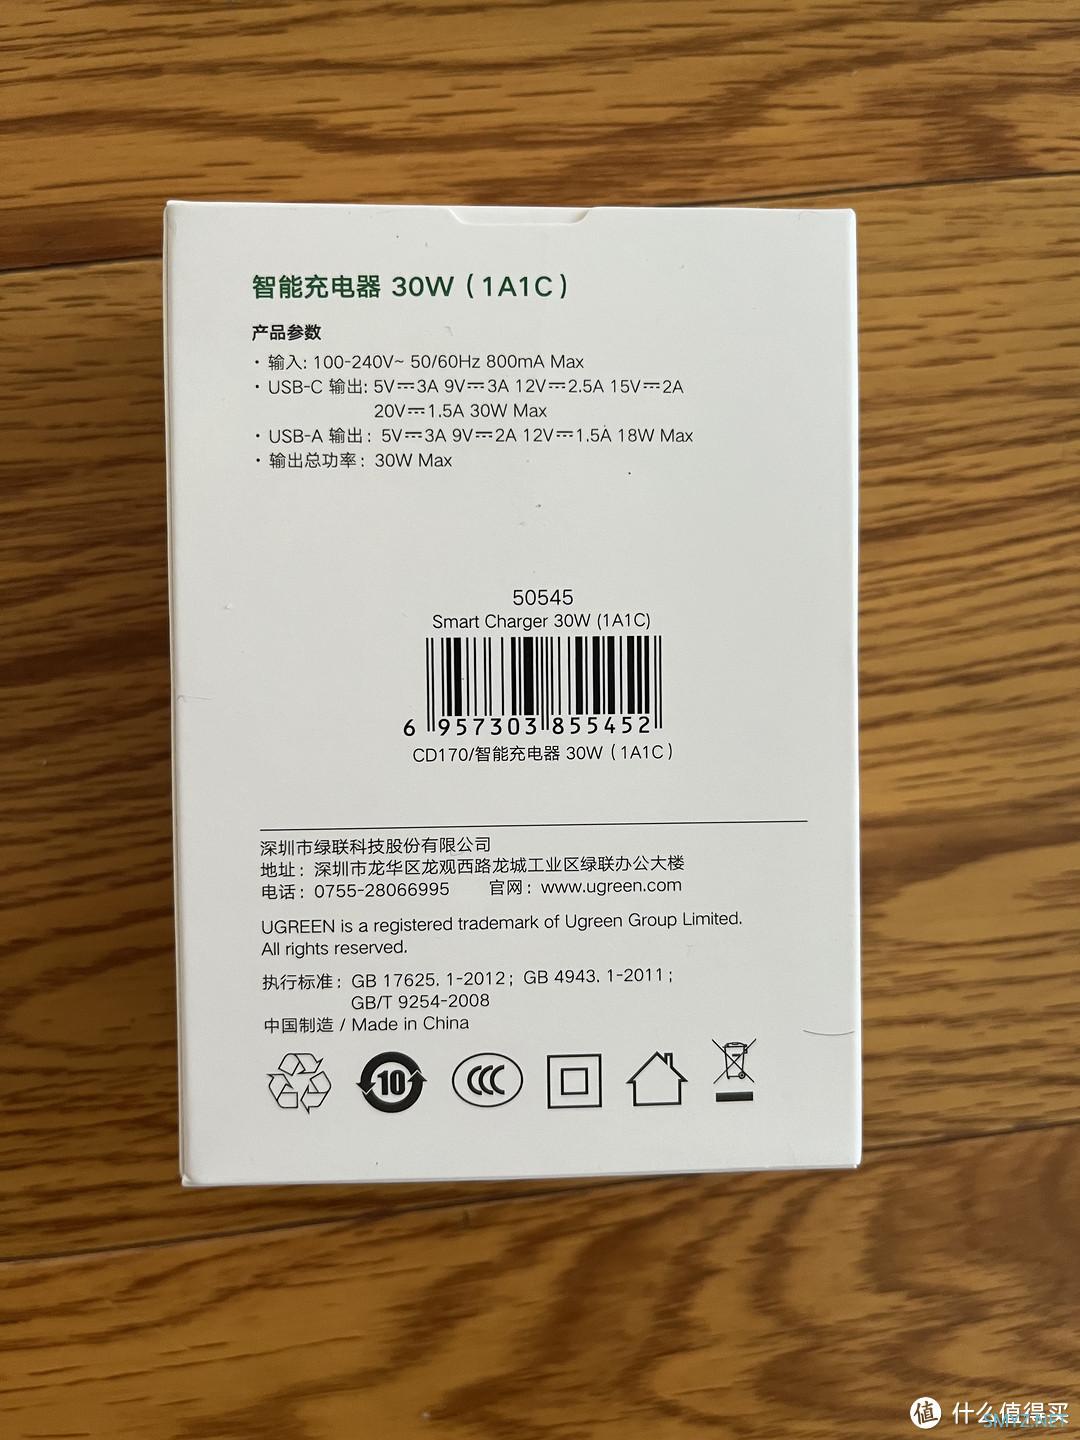 智能充电器 30W（1A1C）
产品参数
· 输入: 100-240V~ 50/60Hz 800mA Max
· USB-C 输出: 5V⎓3A 9V⎓3A 12V⎓2.5A 15V⎓2A
20V⎓1.5A 30W Max
· USB-A 输出: 5V⎓3A 9V⎓2A 12V⎓1.5A 18W Max
· 输出总功率: 30W Max
50545
Smart Charger 30W (1A1C)
6 957303 855452
CD170/智能充电器 30W（1A1C）
深圳市绿联科技股份有限公司
地址: 深圳市龙华区龙观西路龙城工业区绿联办公大楼
电话: 0755-28066995 官网: www.ugreen.com
UGREEN is a registered trademark of Ugreen Group Limited.
All rights reserved.
执行标准: GB 17625. 1-2012; GB 4943. 1-2011;
GB/T 9254-2008
中国制造 / Made in China
10 CCC
值 什么值得买
SMYZ.NET